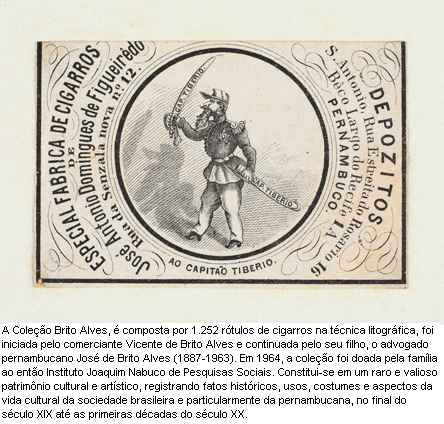 ESPECIAL FABRICA DE CIGARROS
DE
José Antonio Domingues de Figueirêdo
Rua da Senzala nova nº 12.
CAP. TIBERIO.
CAP. TIBERIO
AO CAPITÃO TIBERIO.
DEPOZITOS
Rua Estreita do Rosario 16
S. Antonio
Bêco Largo do Recife 1A
PERNAMBUCO.
A Coleção Brito Alves, é composta por 1.252 rótulos de cigarros na técnica litográfica, foi
iniciada pelo comerciante Vicente de Brito Alves e continuada pelo seu filho, o advogado
pernambucano José de Brito Alves (1887-1963). Em 1964, a coleção foi doada pela família
ao então Instituto Joaquim Nabuco de Pesquisas Sociais. Constitui-se em um raro e valioso
patrimônio cultural e artístico, registrando fatos históricos, usos, costumes e aspectos da
vida cultural da sociedade brasileira e particularmente da pernambucana, no final do
século XIX até as primeiras décadas do século XX.